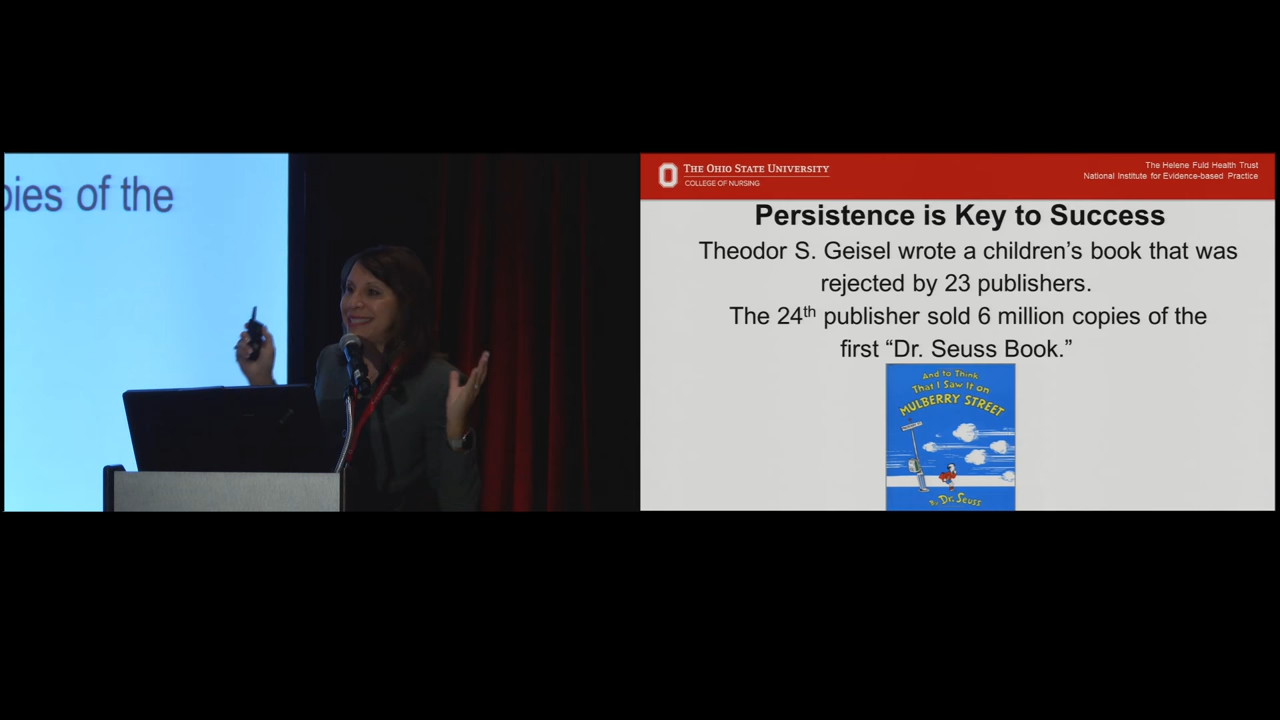 pies of the
The Ohio State University
COLLEGE OF NURSING
The Helene Fuld Health Trust
National Institute for Evidence-based Practice
Persistence is Key to Success
Theodor S. Geisel wrote a children’s book that was
rejected by 23 publishers.
The 24th publisher sold 6 million copies of the
first “Dr. Seuss Book.”
And to Think
That I Saw It on
MULBERRY STREET
By Dr. Seuss